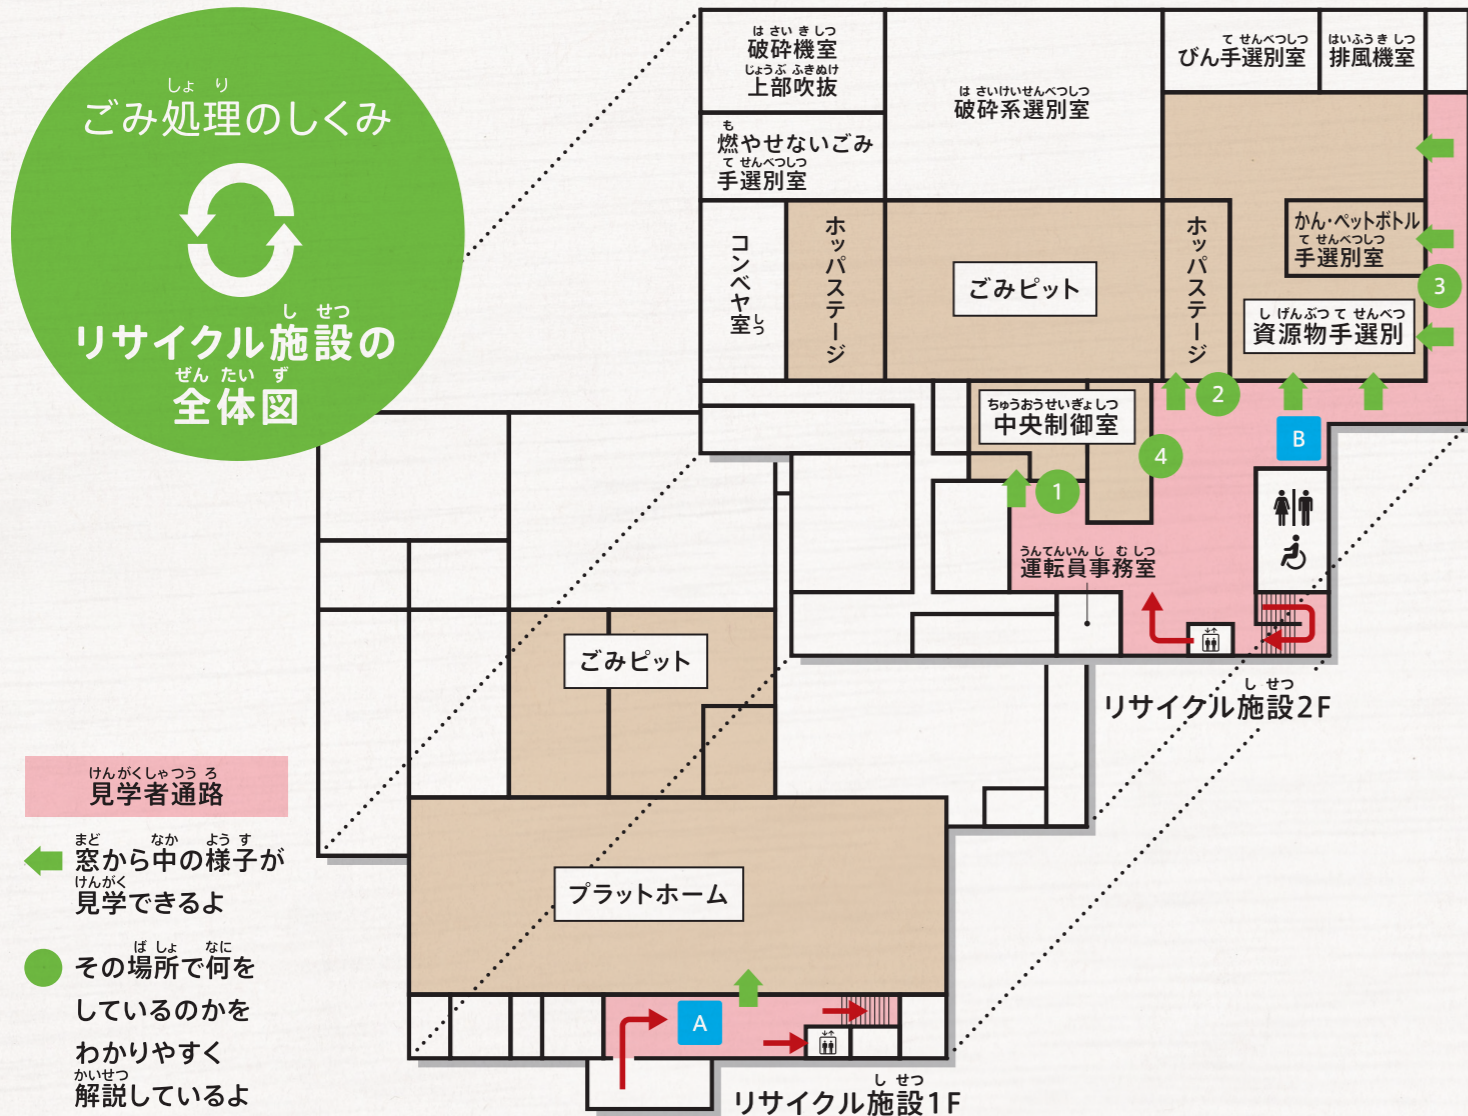 ごみ処理のしくみ
しょり
リサイクル施設の
しせつ
全体図
ぜんたいず
破砕機室
はさいきしつ
上部吹抜
じょうぶふきぬけ
燃やせないごみ
も
手選別室
てせんべつしつ
破砕系選別室
はさいけいせんべつしつ
びん手選別室
てせんべつしつ
排風機室
はいふうきしつ
コンベヤ室
しつ
ホッパステージ
ごみピット
ホッパステージ
かん・ペットボトル
手選別室
てせんべつしつ
3
資源物手選別
しげんぶつてせんべつ
2
中央制御室
ちゅうおうせいぎょしつ
4
B
1
運転員事務室
うんてんいんじむしつ
リサイクル施設2F
しせつ
ごみピット
プラットホーム
A
リサイクル施設1F
しせつ
見学者通路
けんがくしゃつうろ
窓から中の様子が
まど なか ようす
見学できるよ
けんがく
その場所で何を
ばしょ なに
しているのかを
わかりやすく
解説しているよ
かいせつ